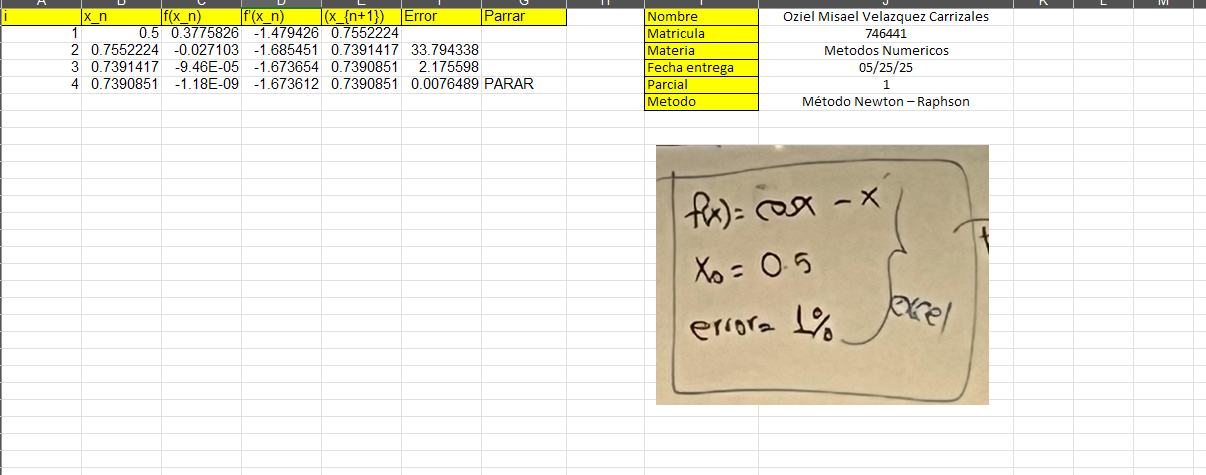 i x_n f(x_n) f'(x_n) (x_{n+1}) Error Parrar
1 0.5 0.3775826 -1.479426 0.7552224
2 0.7552224 -0.027103 -1.685451 0.7391417 33.794338
3 0.7391417 -9.46E-05 -1.673654 0.7390851 2.175598
4 0.7390851 -1.18E-09 -1.673612 0.7390851 0.0076489 PARAR
Nombre Oziel Misael Velazquez Carrizales
Matricula 746441
Materia Metodos Numericos
Fecha entrega 05/25/25
Parcial 1
Metodo Método Newton – Raphson
f(x)= cosx - x
x₀ = 0.5
error= 1%
excel